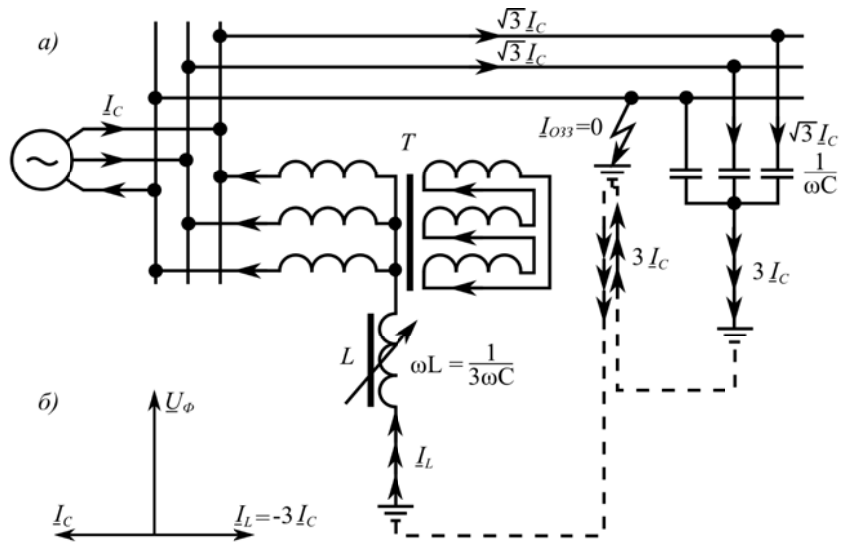 а)
√3 I_C
√3 I_C
I_C
I_ОЗЗ=0
T
√3 I_C
1/ωC
3 I_C
3 I_C
L
ωL = 1/3ωC
б)
U_Ф
I_L
I_C
I_L = -3 I_C